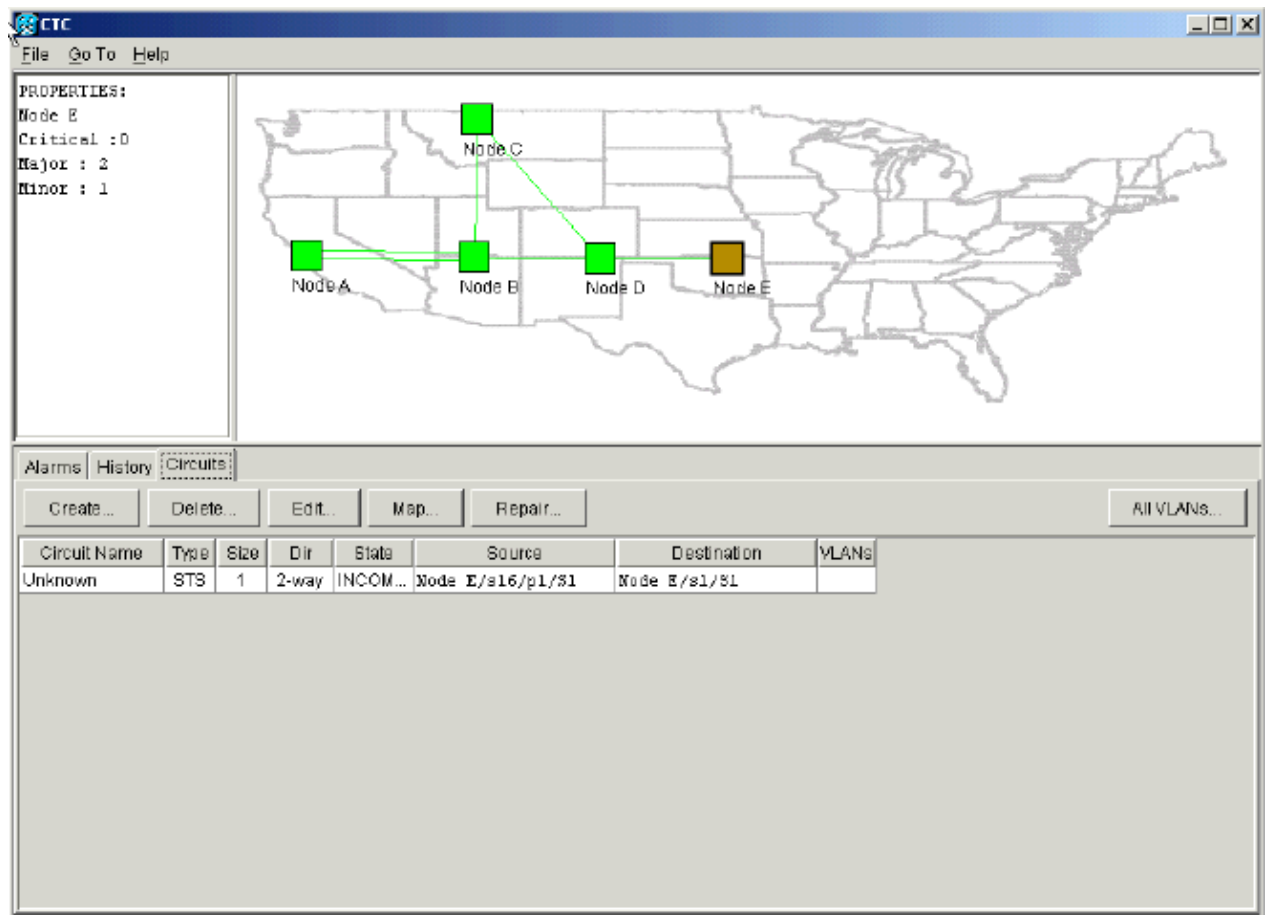 CTC
File Go To Help
PROPERTIES:
Node E
Critical :0
Major : 2
Minor : 1
Node C
Node A
Node B
Node D
Node E
Alarms History Circuits
Create... Delete... Edit... Map... Repair... All VLANs...
Circuit Name Type Size Dir State Source Destination VLANs
Unknown STS 1 2-way INCOM... Node E/s16/p1/S1 Node E/s1/S1